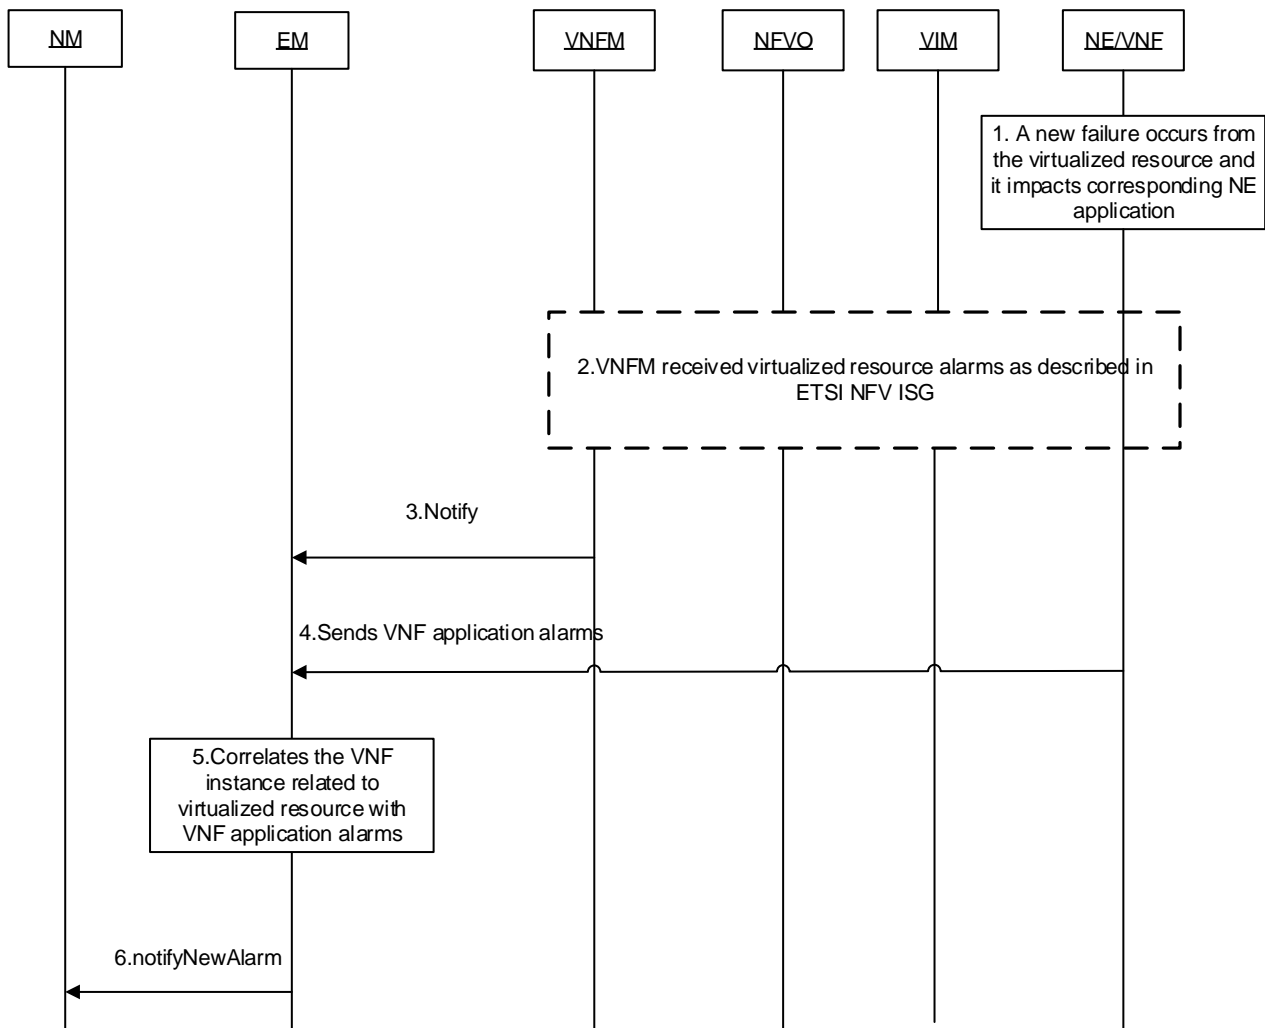 NM
EM
VNFM
NFVO
VIM
NE/VNF
1. A new failure occurs from
the virtualized resource and
it impacts corresponding NE
application
2.VNFM received virtualized resource alarms as described in
ETSI NFV ISG
3.Notify
4.Sends VNF application alarms
5.Correlates the VNF
instance related to
virtualized resource with
VNF application alarms
6.notifyNewAlarm